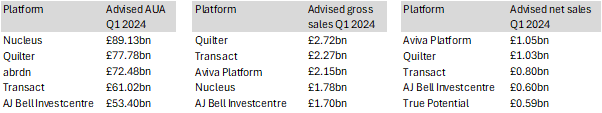 Platform Advised AUA Q1 2024
Nucleus £89.13bn
Quilter £77.78bn
abrdn £72.48bn
Transact £61.02bn
AJ Bell Investcentre £53.40bn
Platform Advised gross sales Q1 2024
Quilter £2.72bn
Transact £2.27bn
Aviva Platform £2.15bn
Nucleus £1.78bn
AJ Bell Investcentre £1.70bn
Platform Advised net sales Q1 2024
Aviva Platform £1.05bn
Quilter £1.03bn
Transact £0.80bn
AJ Bell Investcentre £0.60bn
True Potential £0.59bn